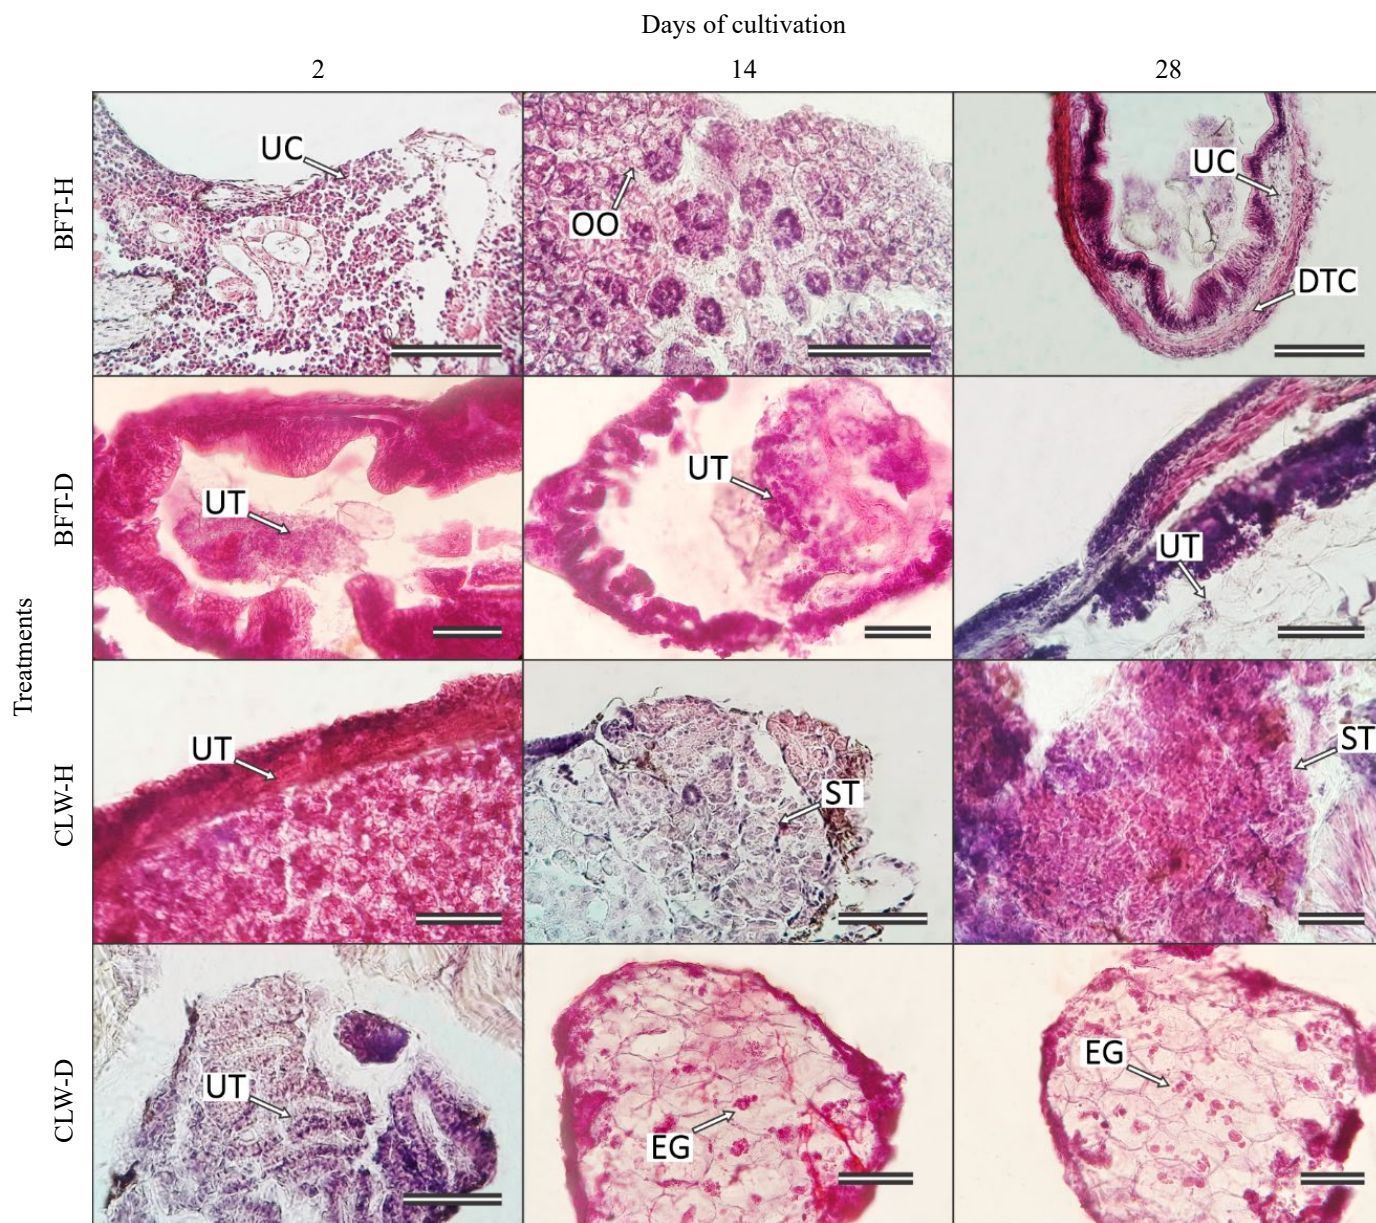 Days of cultivation
2 14 28
Treatments
BFT-H
UC
OO
UC
DTC
BFT-D
UT
UT
UT
CLW-H
UT
ST
ST
CLW-D
UT
EG
EG